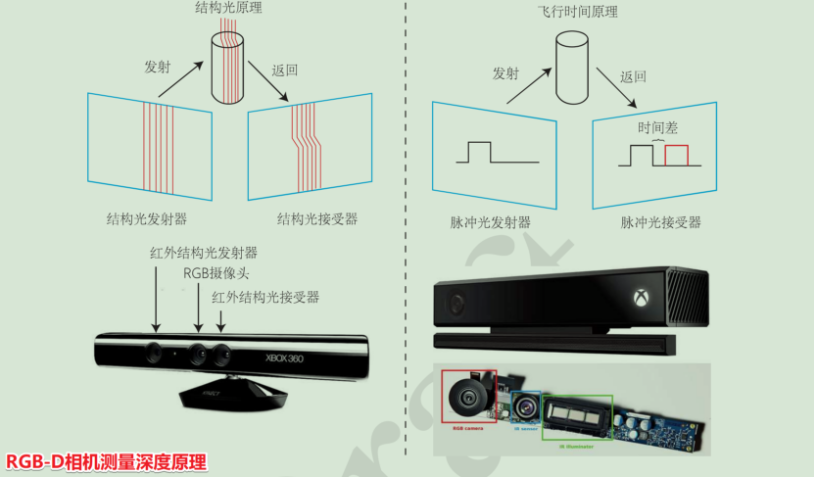 结构光原理
发射
返回
结构光发射器
结构光接受器
红外结构光发射器
RGB摄像头
红外结构光接受器
XBOX 360
KINECT
飞行时间原理
发射
返回
时间差
脉冲光发射器
脉冲光接受器
RGB camera
IR sensor
IR illuminator
RGB-D相机测量深度原理